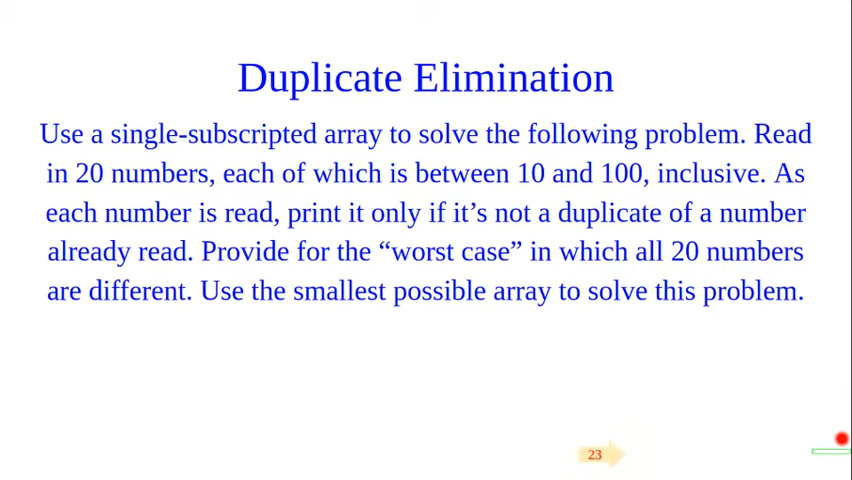 Duplicate Elimination
Use a single-subscripted array to solve the following problem. Read
in 20 numbers, each of which is between 10 and 100, inclusive. As
each number is read, print it only if it’s not a duplicate of a number
already read. Provide for the “worst case” in which all 20 numbers
are different. Use the smallest possible array to solve this problem.
23